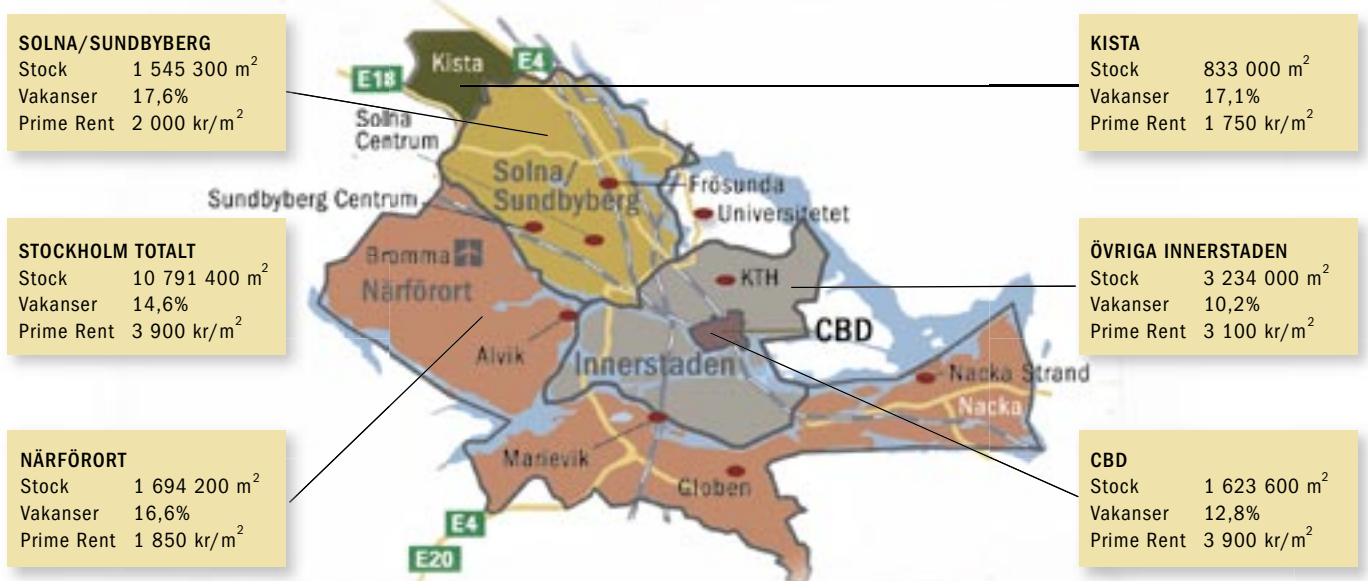 SOLNA/SUNDBYBERG
Stock 1 545 300 m²
Vakanser 17,6%
Prime Rent 2 000 kr/m²
STOCKHOLM TOTALT
Stock 10 791 400 m²
Vakanser 14,6%
Prime Rent 3 900 kr/m²
NÄRFÖRORT
Stock 1 694 200 m²
Vakanser 16,6%
Prime Rent 1 850 kr/m²
Kista
E4
E18
Solna
Centrum
Solna/
Sundbyberg
Frösunda
Sundbyberg Centrum
Universitetet
Bromma
Närförort
KTH
CBD
Alvik
Innerstaden
Nacka Strand
Nacka
Marievik
Globen
E4
E20
KISTA
Stock 833 000 m²
Vakanser 17,1%
Prime Rent 1 750 kr/m²
ÖVRIGA INNERSTADEN
Stock 3 234 000 m²
Vakanser 10,2%
Prime Rent 3 100 kr/m²
CBD
Stock 1 623 600 m²
Vakanser 12,8%
Prime Rent 3 900 kr/m²